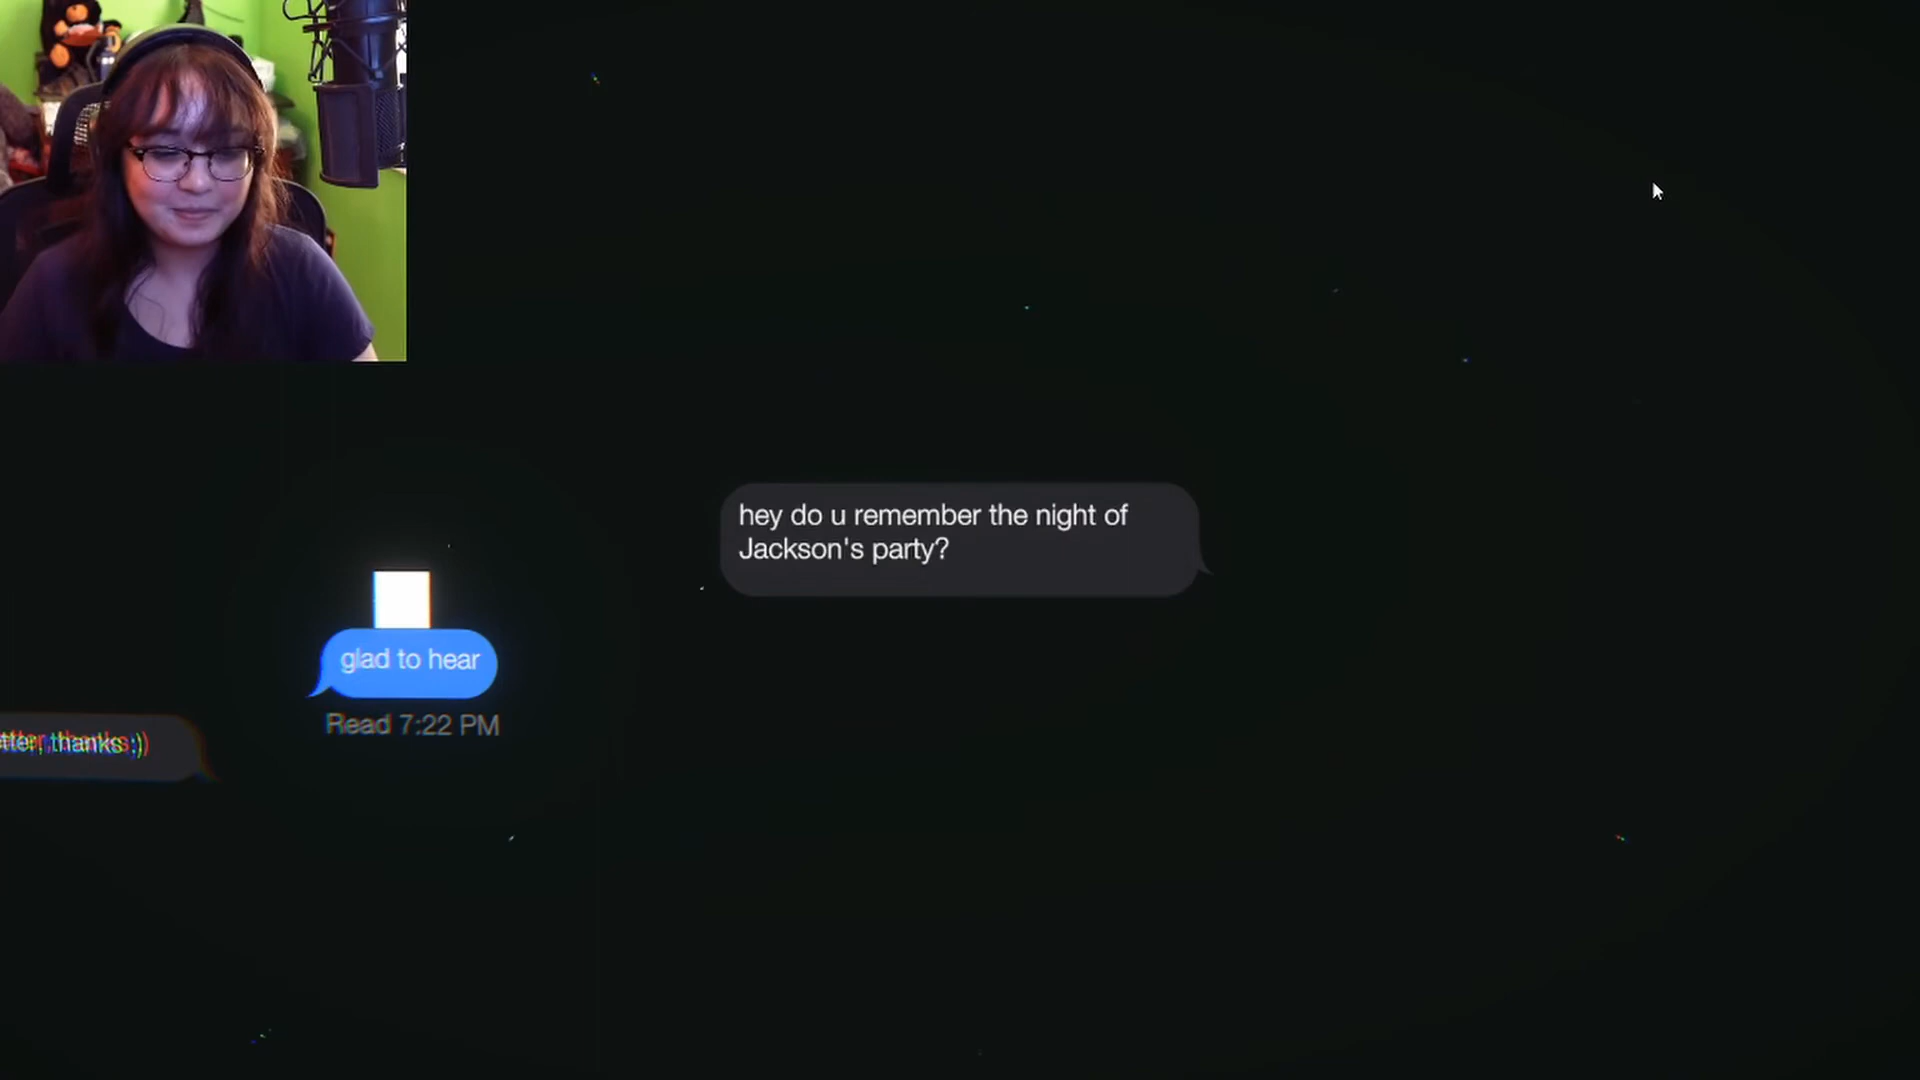 hey do u remember the night of
Jackson's party?
glad to hear
Read 7:22 PM
thanks :)